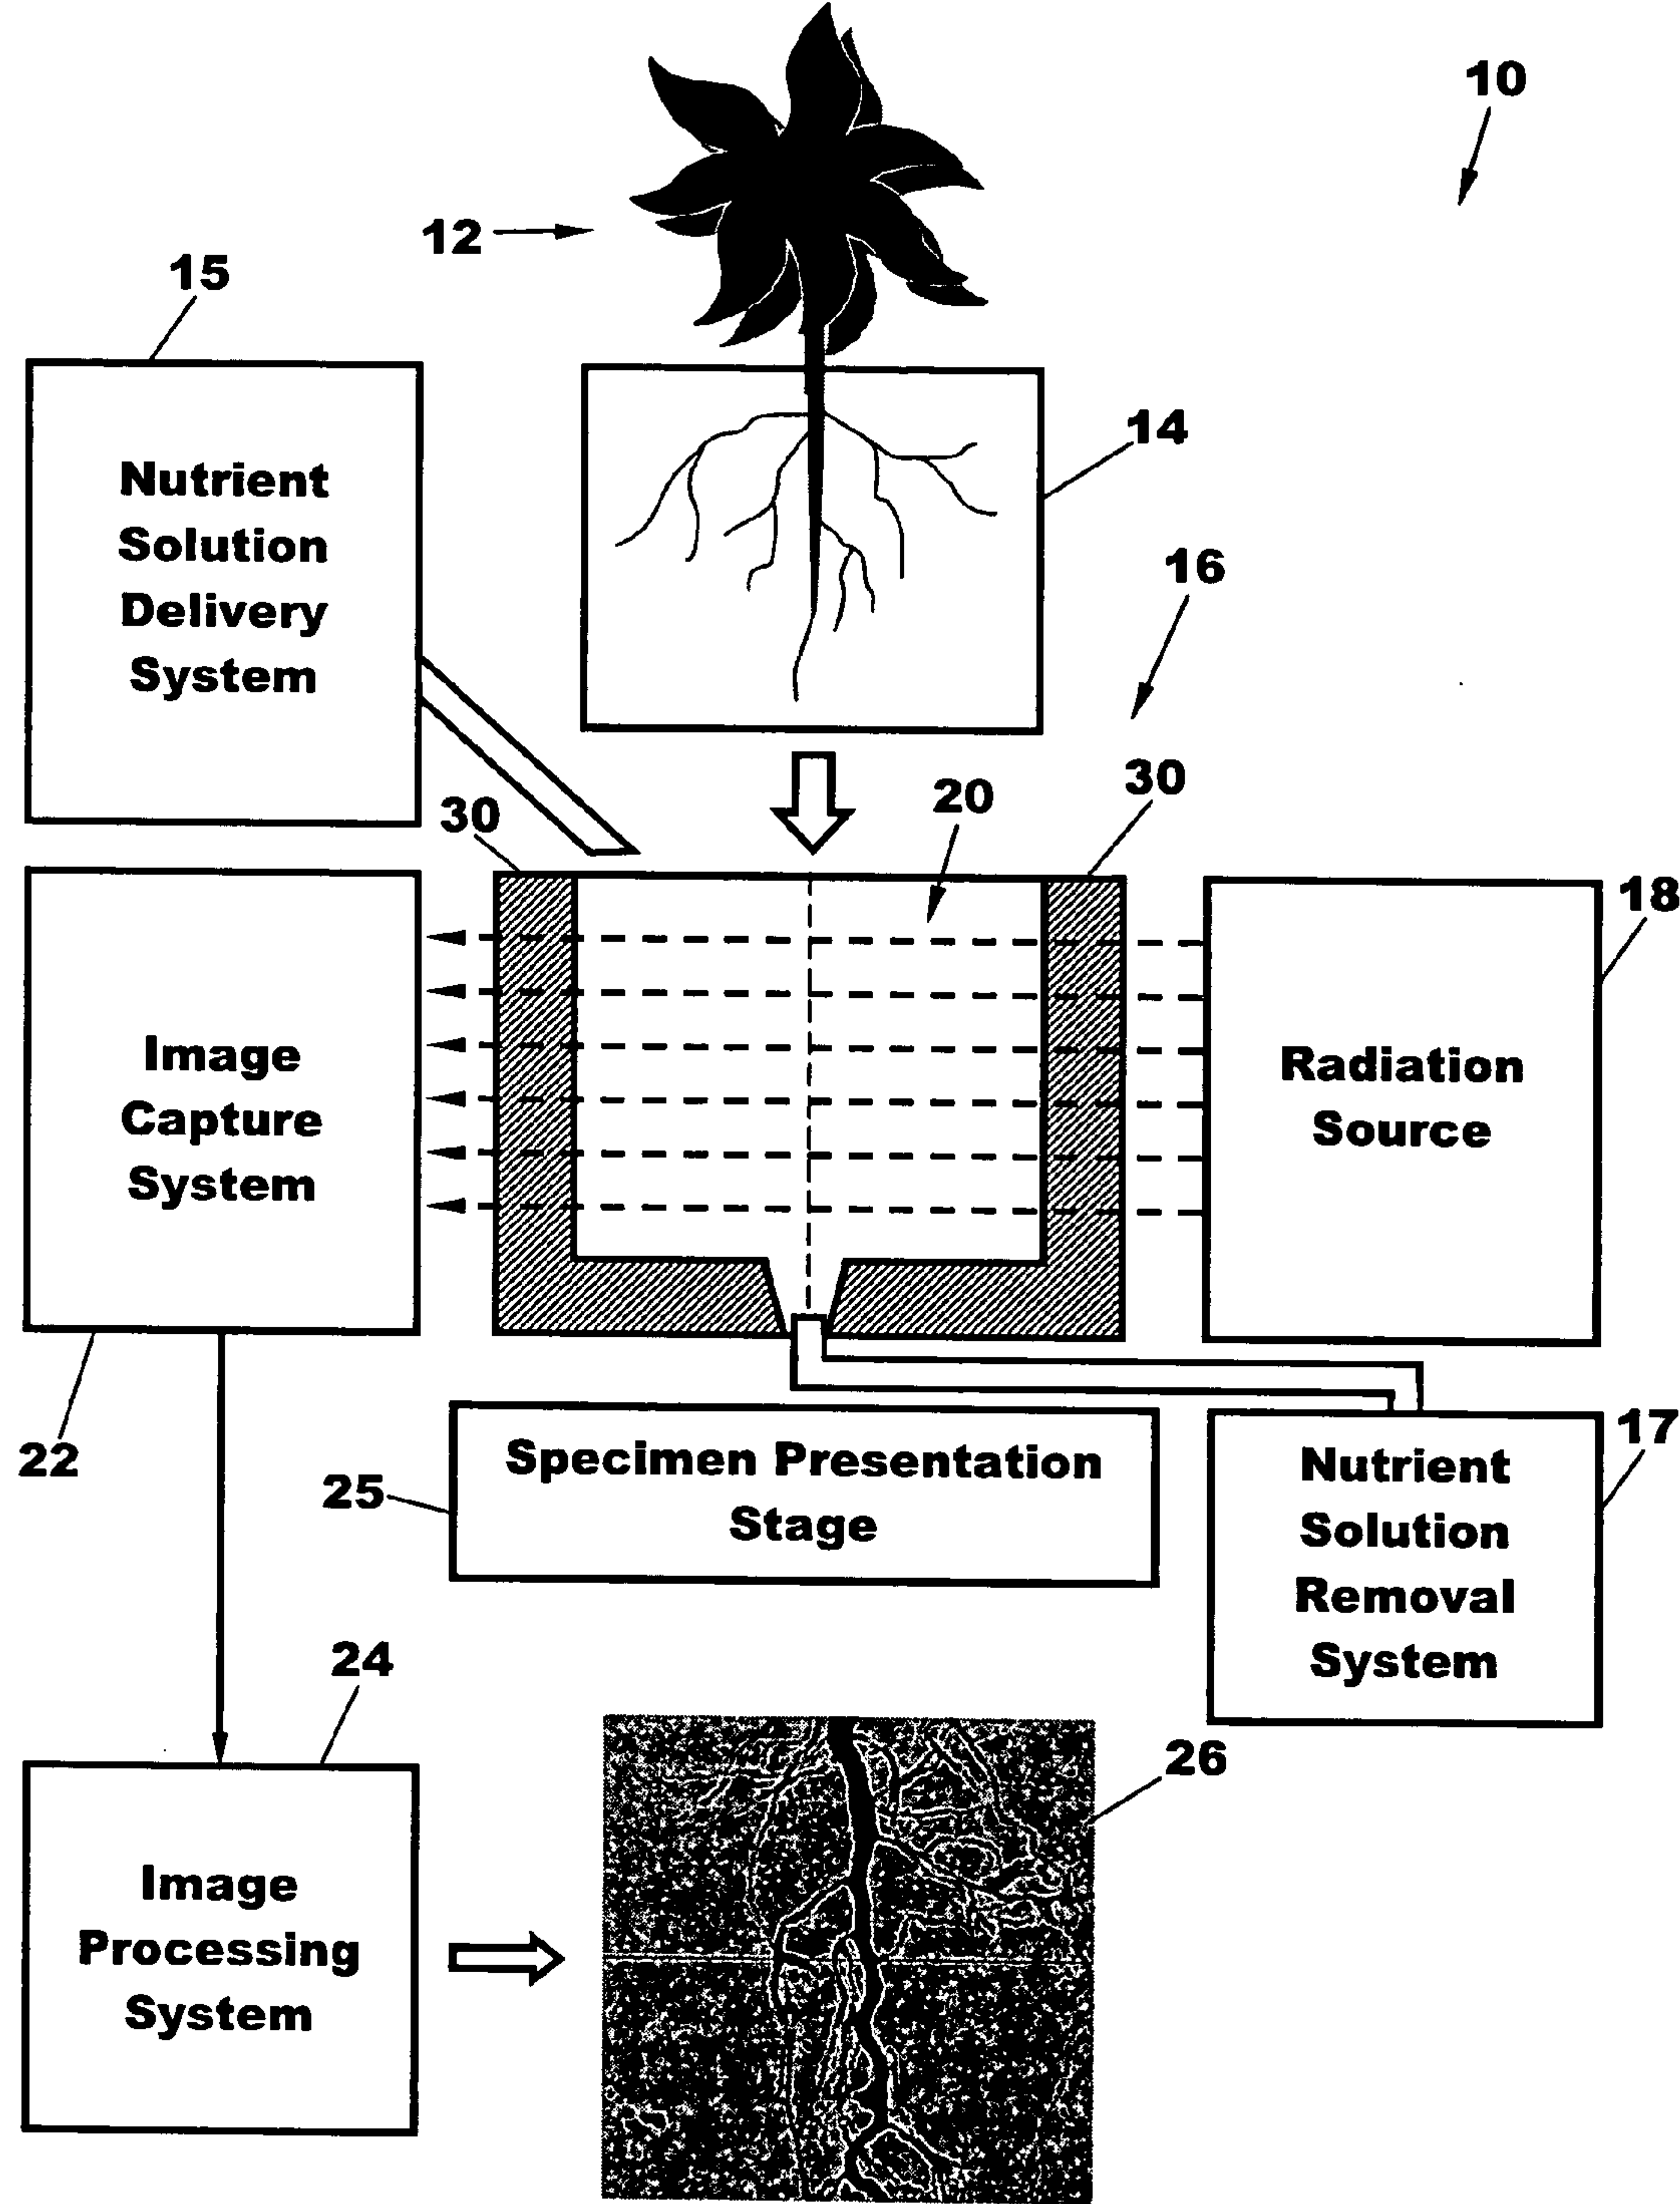 10
12
15
Nutrient
Solution
Delivery
System
14
16
30
20
30
18
Image
Capture
System
Radiation
Source
22
25
Specimen Presentation
Stage
17
Nutrient
Solution
Removal
System
24
26
Image
Processing
System